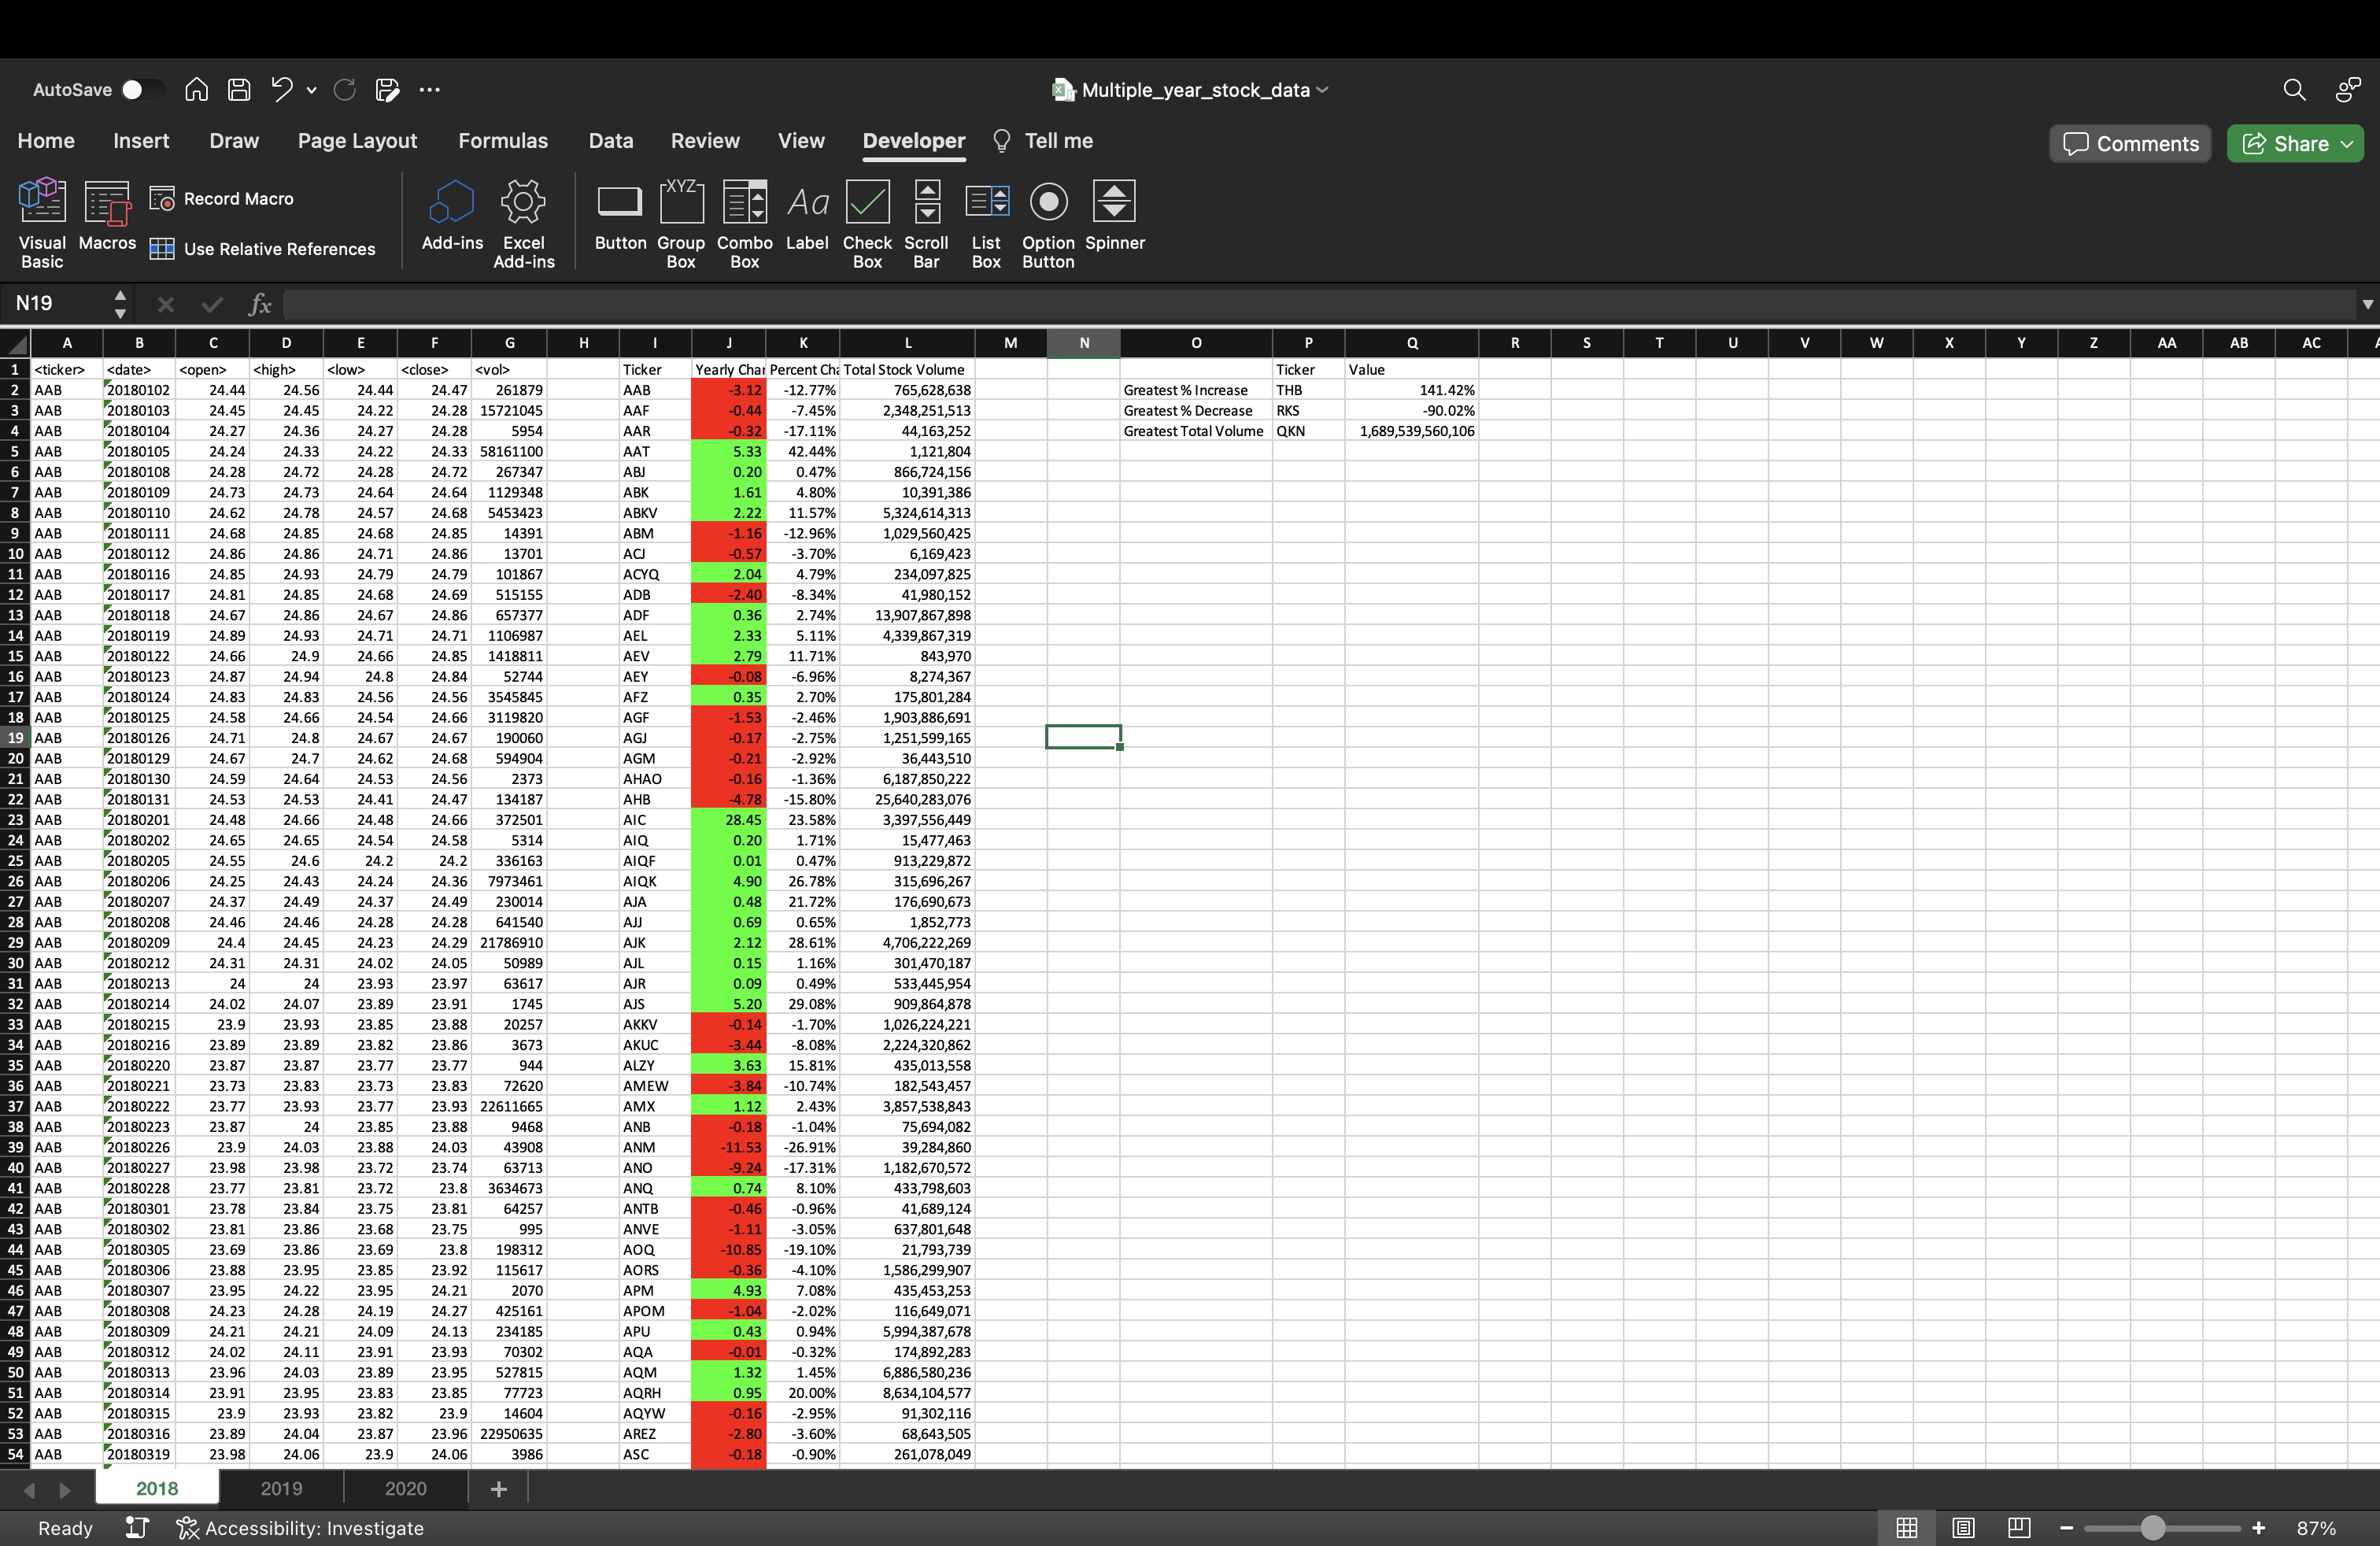 AutoSave Multiple_year_stock_data
Home Insert Draw Page Layout Formulas Data Review View Developer Tell me Comments Share
Visual Basic Macros Record Macro Use Relative References Add-ins Excel Add-ins Button XYZ Group Box Combo Box Aa Label Check Box Scroll Bar List Box Option Button Spinner
N19 fx
A B C D E F G H I J K L M N O P Q R S T U V W X Y Z AA AB AC
1 <ticker> <date> <open> <high> <low> <close> <vol> Ticker Yearly Char Percent Cha Total Stock Volume Ticker Value
2 AAB 20180102 24.44 24.56 24.44 24.47 261879 AAB -3.12 -12.77% 765,628,638 Greatest % Increase THB 141.42%
3 AAB 20180103 24.45 24.45 24.22 24.28 15721045 AAF -0.44 -7.45% 2,348,251,513 Greatest % Decrease RKS -90.02%
4 AAB 20180104 24.27 24.36 24.27 24.28 5954 AAR -0.32 -17.11% 44,163,252 Greatest Total Volume QKN 1,689,539,560,106
5 AAB 20180105 24.24 24.33 24.22 24.33 58161100 AAT 5.33 42.44% 1,121,804
6 AAB 20180108 24.28 24.72 24.28 24.72 267347 ABJ 0.20 0.47% 866,724,156
7 AAB 20180109 24.73 24.73 24.64 24.64 1129348 ABK 1.61 4.80% 10,391,386
8 AAB 20180110 24.62 24.78 24.57 24.68 5453423 ABKV 2.22 11.57% 5,324,614,313
9 AAB 20180111 24.68 24.85 24.68 24.85 14391 ABM -1.16 -12.96% 1,029,560,425
10 AAB 20180112 24.86 24.86 24.71 24.86 13701 ACJ -0.57 -3.70% 6,169,423
11 AAB 20180116 24.85 24.93 24.79 24.79 101867 ACYQ 2.04 4.79% 234,097,825
12 AAB 20180117 24.81 24.85 24.68 24.69 515155 ADB -2.40 -8.34% 41,980,152
13 AAB 20180118 24.67 24.86 24.67 24.86 657377 ADF 0.36 2.74% 13,907,867,898
14 AAB 20180119 24.89 24.93 24.71 24.71 1106987 AEL 2.33 5.11% 4,339,867,319
15 AAB 20180122 24.66 24.9 24.66 24.85 1418811 AEV 2.79 11.71% 843,970
16 AAB 20180123 24.87 24.94 24.8 24.84 52744 AEY -0.08 -6.96% 8,274,367
17 AAB 20180124 24.83 24.83 24.56 24.56 3545845 AFZ 0.35 2.70% 175,801,284
18 AAB 20180125 24.58 24.66 24.54 24.66 3119820 AGF -1.53 -2.46% 1,903,886,691
19 AAB 20180126 24.71 24.8 24.67 24.67 190060 AGJ -0.17 -2.75% 1,251,599,165
20 AAB 20180129 24.67 24.7 24.62 24.68 594904 AGM -0.21 -2.92% 36,443,510
21 AAB 20180130 24.59 24.64 24.53 24.56 2373 AHAO -0.16 -1.36% 6,187,850,222
22 AAB 20180131 24.53 24.53 24.41 24.47 134187 AHB -4.78 -15.80% 25,640,283,076
23 AAB 20180201 24.48 24.66 24.48 24.66 372501 AIC 28.45 23.58% 3,397,556,449
24 AAB 20180202 24.65 24.65 24.54 24.58 5314 AIQ 0.20 1.71% 15,477,463
25 AAB 20180205 24.55 24.6 24.2 24.2 336163 AIQF 0.01 0.47% 913,229,872
26 AAB 20180206 24.25 24.43 24.24 24.36 7973461 AIQK 4.90 26.78% 315,696,267
27 AAB 20180207 24.37 24.49 24.37 24.49 230014 AJA 0.48 21.72% 176,690,673
28 AAB 20180208 24.46 24.46 24.28 24.28 641540 AJJ 0.69 0.65% 1,852,773
29 AAB 20180209 24.4 24.45 24.23 24.29 21786910 AJK 2.12 28.61% 4,706,222,269
30 AAB 20180212 24.31 24.31 24.02 24.05 50989 AJL 0.15 1.16% 301,470,187
31 AAB 20180213 24 24 23.93 23.97 63617 AJR 0.09 0.49% 533,445,954
32 AAB 20180214 24.02 24.07 23.89 23.91 1745 AJS 5.20 29.08% 909,864,878
33 AAB 20180215 23.9 23.93 23.85 23.88 20257 AKKV -0.14 -1.70% 1,026,224,221
34 AAB 20180216 23.89 23.89 23.82 23.86 3673 AKUC -3.44 -8.08% 2,224,320,862
35 AAB 20180220 23.87 23.87 23.77 23.77 944 ALZY 3.63 15.81% 435,013,558
36 AAB 20180221 23.73 23.83 23.73 23.83 72620 AMEW -3.84 -10.74% 182,543,457
37 AAB 20180222 23.77 23.93 23.77 23.93 22611665 AMX 1.12 2.43% 3,857,538,843
38 AAB 20180223 23.87 24 23.85 23.88 9468 ANB -0.18 -1.04% 75,694,082
39 AAB 20180226 23.9 24.03 23.88 24.03 43908 ANM -11.53 -26.91% 39,284,860
40 AAB 20180227 23.98 23.98 23.72 23.74 63713 ANO -9.24 -17.31% 1,182,670,572
41 AAB 20180228 23.77 23.81 23.72 23.8 3634673 ANQ 0.74 8.10% 433,798,603
42 AAB 20180301 23.78 23.84 23.75 23.81 64257 ANTB -0.46 -0.96% 41,689,124
43 AAB 20180302 23.81 23.86 23.68 23.75 995 ANVE -1.11 -3.05% 637,801,648
44 AAB 20180305 23.69 23.86 23.69 23.8 198312 AOQ -10.85 -19.10% 21,793,739
45 AAB 20180306 23.88 23.95 23.85 23.92 115617 AORS -0.36 -4.10% 1,586,299,907
46 AAB 20180307 23.95 24.22 23.95 24.21 2070 APM 4.93 7.08% 435,453,253
47 AAB 20180308 24.23 24.28 24.19 24.27 425161 APOM -1.04 -2.02% 116,649,071
48 AAB 20180309 24.21 24.21 24.09 24.13 234185 APU 0.43 0.94% 5,994,387,678
49 AAB 20180312 24.02 24.11 23.91 23.93 70302 AQA -0.01 -0.32% 174,892,283
50 AAB 20180313 23.96 24.03 23.89 23.95 527815 AQM 1.32 1.45% 6,886,580,236
51 AAB 20180314 23.91 23.95 23.83 23.85 77723 AQRH 0.95 20.00% 8,634,104,577
52 AAB 20180315 23.9 23.93 23.82 23.9 14604 AQYW -0.16 -2.95% 91,302,116
53 AAB 20180316 23.89 24.04 23.87 23.96 22950635 AREZ -2.80 -3.60% 68,643,505
54 AAB 20180319 23.98 24.06 23.9 24.06 3986 ASC -0.18 -0.90% 261,078,049
2018 2019 2020 +
Ready Accessibility: Investigate 87%